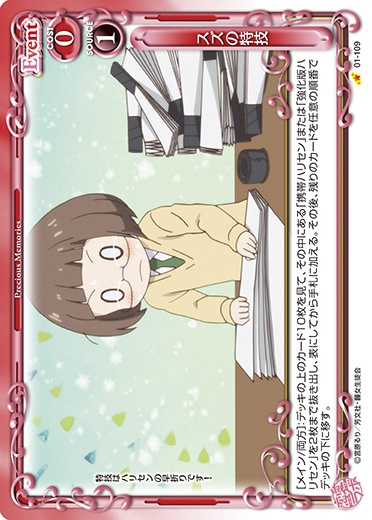 Event
COST
0
SOURCE
1
スズの特技
01-109
Precious Memories
特技はハリセンの早折りです！
[メイン/両方]：デッキの上のカード10枚を見て、その中にある「携帯ハリセン」または「強化版ハ
リセン」を2枚まで抜き出し、表にしてから手札に加える。その後、残りのカードを任意の順番で
デッキの下に移す。
©宮原るり/芳文社・藤女生徒会